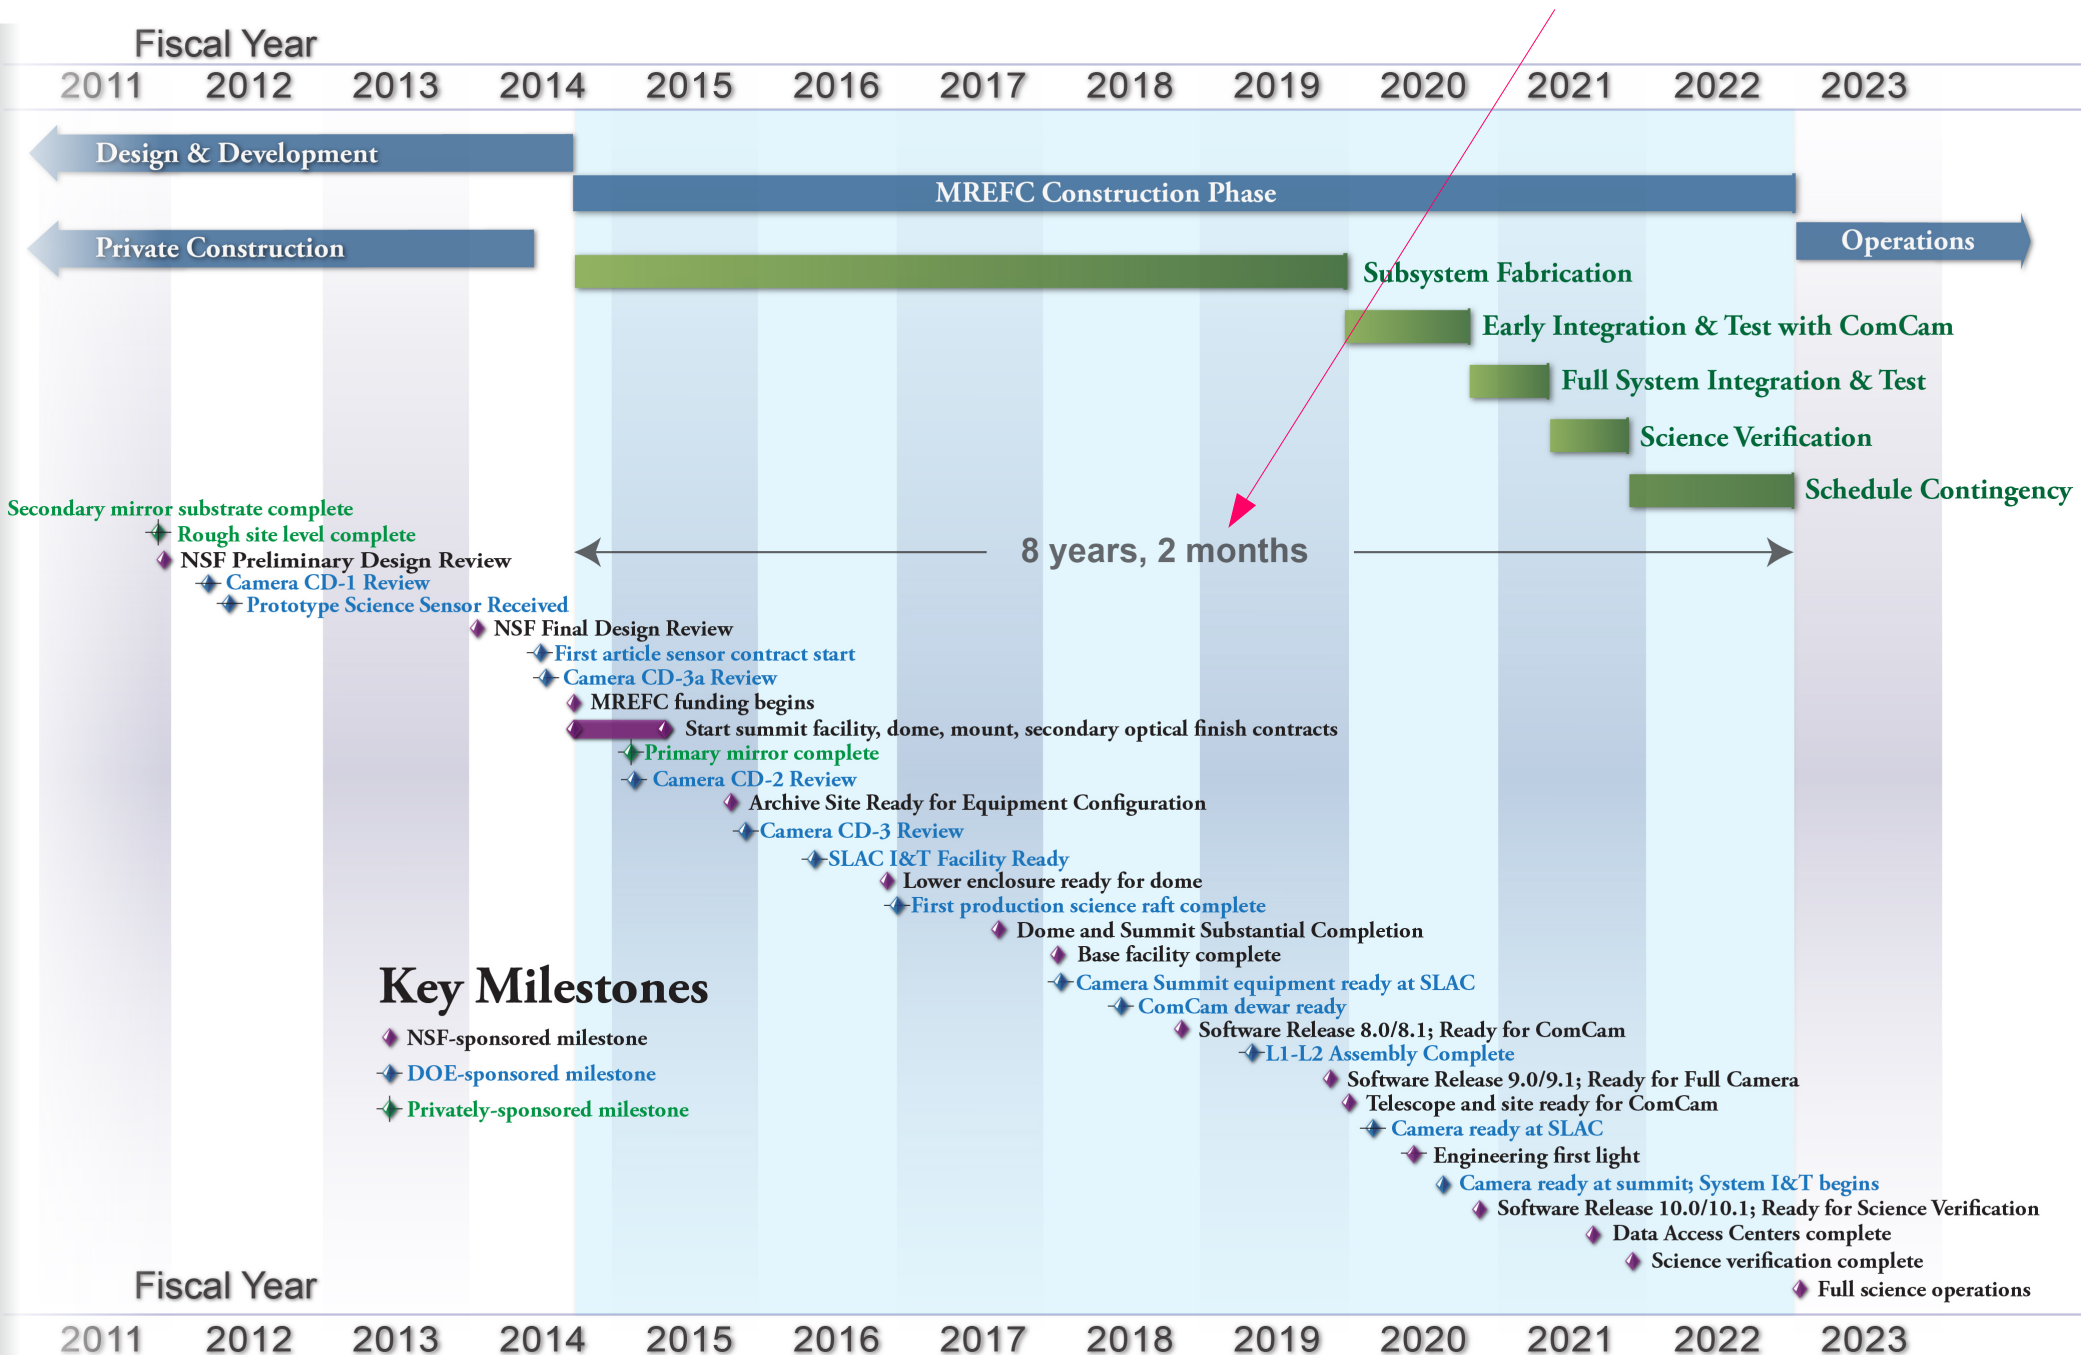 Fiscal Year
2011 2012 2013 2014 2015 2016 2017 2018 2019 2020 2021 2022 2023
Design & Development
MREFC Construction Phase
Private Construction
Operations
Subsystem Fabrication
Early Integration & Test with ComCam
Full System Integration & Test
Science Verification
Schedule Contingency
Secondary mirror substrate complete
Rough site level complete
8 years, 2 months
NSF Preliminary Design Review
Camera CD-1 Review
Prototype Science Sensor Received
NSF Final Design Review
First article sensor contract start
Camera CD-3a Review
MREFC funding begins
Start summit facility, dome, mount, secondary optical finish contracts
Primary mirror complete
Camera CD-2 Review
Archive Site Ready for Equipment Configuration
Camera CD-3 Review
SLAC I&T Facility Ready
Lower enclosure ready for dome
First production science raft complete
Dome and Summit Substantial Completion
Base facility complete
Camera Summit equipment ready at SLAC
ComCam dewar ready
Software Release 8.0/8.1; Ready for ComCam
L1-L2 Assembly Complete
Software Release 9.0/9.1; Ready for Full Camera
Telescope and site ready for ComCam
Camera ready at SLAC
Engineering first light
Camera ready at summit; System I&T begins
Software Release 10.0/10.1; Ready for Science Verification
Data Access Centers complete
Science verification complete
Full science operations
Key Milestones
NSF-sponsored milestone
DOE-sponsored milestone
Privately-sponsored milestone
Fiscal Year
2011 2012 2013 2014 2015 2016 2017 2018 2019 2020 2021 2022 2023